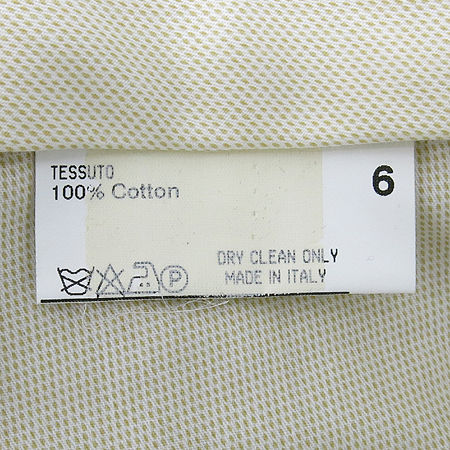 TESSUTO
100% Cotton
6
DRY CLEAN ONLY
MADE IN ITALY
P